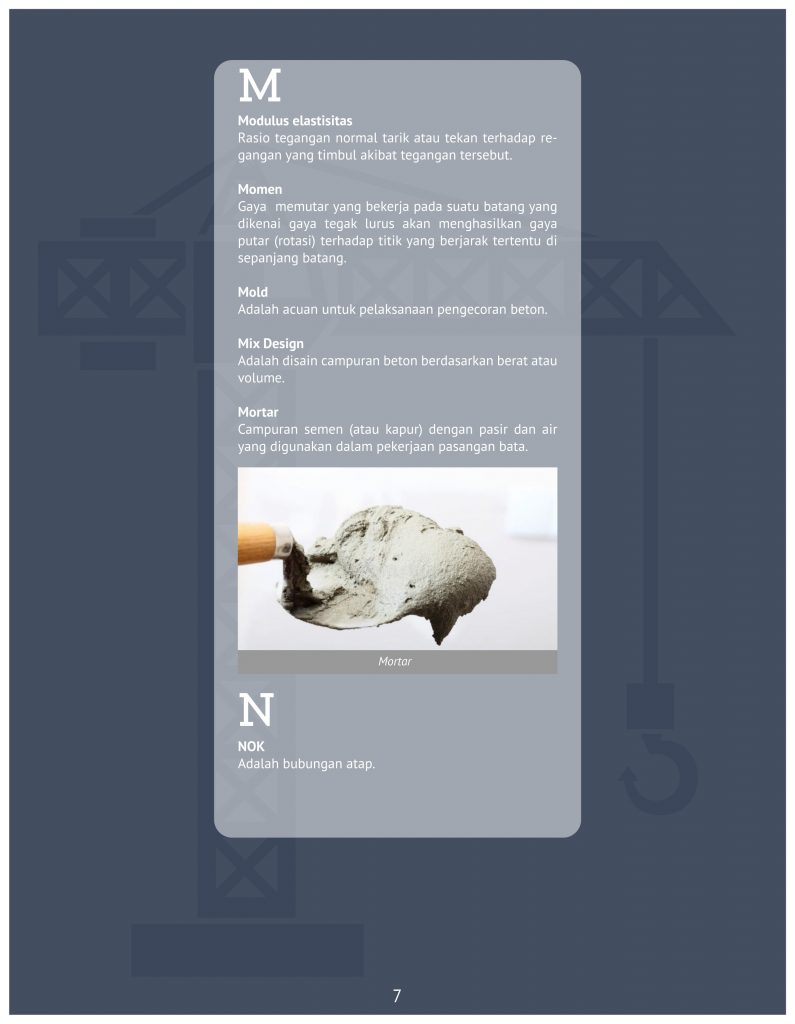 M
Modulus elastisitas
Rasio tegangan normal tarik atau tekan terhadap re-
gangan yang timbul akibat tegangan tersebut.
Momen
Gaya  memutar yang bekerja pada suatu batang yang
dikenai gaya tegak lurus akan menghasilkan gaya
putar (rotasi) terhadap titik yang berjarak tertentu di
sepanjang batang.
Mold
Adalah acuan untuk pelaksanaan pengecoran beton.
Mix Design
Adalah disain campuran beton berdasarkan berat atau
volume.
Mortar
Campuran semen (atau kapur) dengan pasir dan air
yang digunakan dalam pekerjaan pasangan bata.
Mortar
N
NOK
Adalah bubungan atap.
7